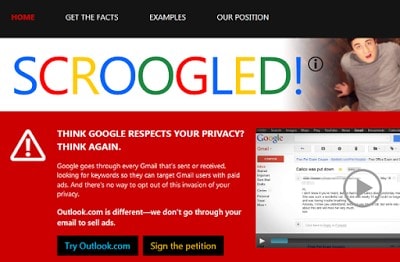 HOME GET THE FACTS EXAMPLES OUR POSITION
SCROOGLED!
THINK GOOGLE RESPECTS YOUR PRIVACY?
THINK AGAIN.
Google goes through every Gmail that's sent or received,
looking for keywords so they can target Gmail users with paid
ads. And there's no way to opt out of this invasion of your
privacy.
Outlook.com is different—we don't go through your
email to sell ads.
Try Outlook.com Sign the petition
Google
Gmail
Calico was put down